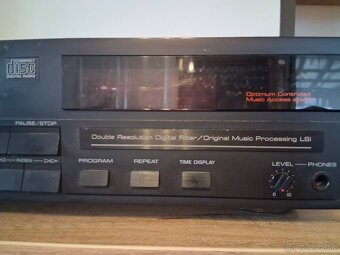 COMPACT
disc
DIGITAL AUDIO
Optimum Controlled
Music Access
PAUSE/STOP
Double Resolution Digital Filter/Original Music Processing LSI
INDEX
PROGRAM
REPEAT
TIME DISPLAY
LEVEL
PHONES
0
10